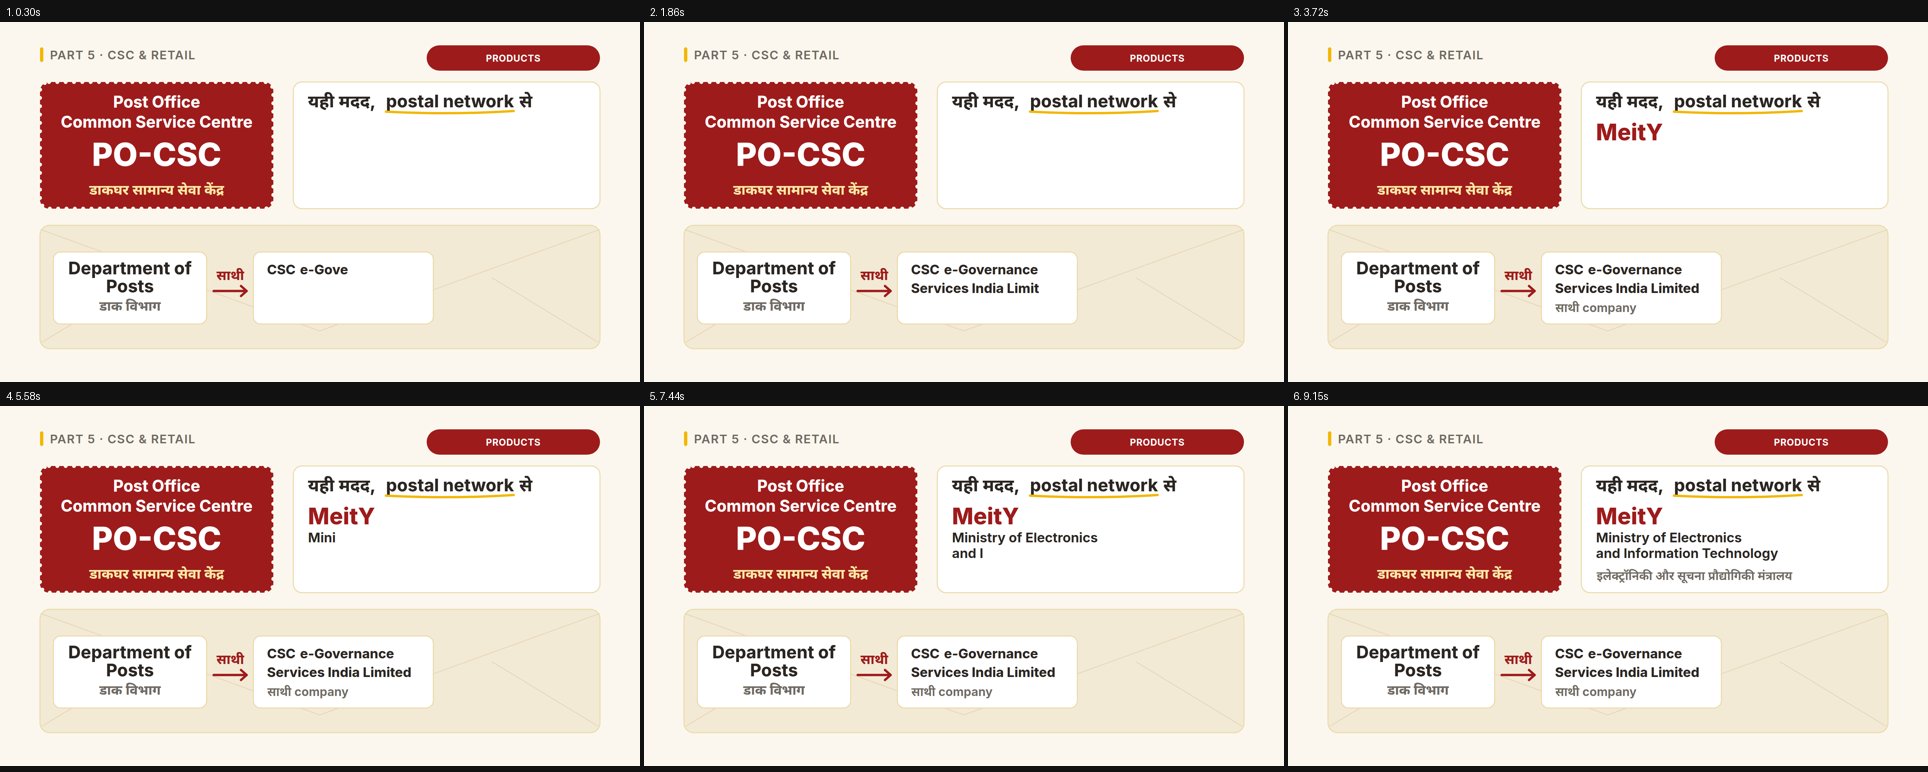 1. 0.30s
PART 5 · CSC & RETAIL
PRODUCTS
Post Office
Common Service Centre
PO-CSC
डाकघर सामान्य सेवा केंद्र
यही मदद, postal network से
Department of
Posts
डाक विभाग
साथी
CSC e-Gove
2. 1.86s
PART 5 · CSC & RETAIL
PRODUCTS
Post Office
Common Service Centre
PO-CSC
डाकघर सामान्य सेवा केंद्र
यही मदद, postal network से
Department of
Posts
डाक विभाग
साथी
CSC e-Governance
Services India Limit
3. 3.72s
PART 5 · CSC & RETAIL
PRODUCTS
Post Office
Common Service Centre
PO-CSC
डाकघर सामान्य सेवा केंद्र
यही मदद, postal network से
MeitY
Department of
Posts
डाक विभाग
साथी
CSC e-Governance
Services India Limited
साथी company
4. 5.58s
PART 5 · CSC & RETAIL
PRODUCTS
Post Office
Common Service Centre
PO-CSC
डाकघर सामान्य सेवा केंद्र
यही मदद, postal network से
MeitY
Mini
Department of
Posts
डाक विभाग
साथी
CSC e-Governance
Services India Limited
साथी company
5. 7.44s
PART 5 · CSC & RETAIL
PRODUCTS
Post Office
Common Service Centre
PO-CSC
डाकघर सामान्य सेवा केंद्र
यही मदद, postal network से
MeitY
Ministry of Electronics
and I
Department of
Posts
डाक विभाग
साथी
CSC e-Governance
Services India Limited
साथी company
6. 9.15s
PART 5 · CSC & RETAIL
PRODUCTS
Post Office
Common Service Centre
PO-CSC
डाकघर सामान्य सेवा केंद्र
यही मदद, postal network से
MeitY
Ministry of Electronics
and Information Technology
इलेक्ट्रॉनिकी और सूचना प्रौद्योगिकी मंत्रालय
Department of
Posts
डाक विभाग
साथी
CSC e-Governance
Services India Limited
साथी company